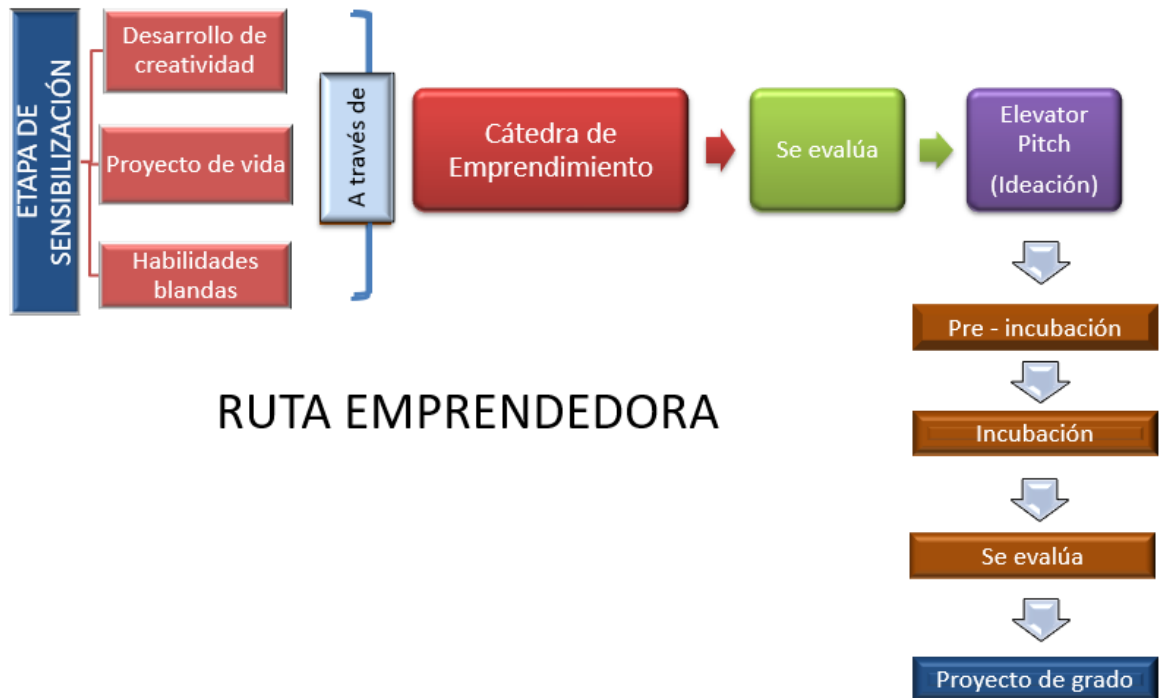 ETAPA DE
SENSIBILIZACIÓN
Desarrollo de
creatividad
Proyecto de vida
Habilidades
blandas
A través de
Cátedra de
Emprendimiento
Se evalúa
Elevator
Pitch
(Ideación)
Pre - incubación
Incubación
Se evalúa
Proyecto de grado
RUTA EMPRENDEDORA